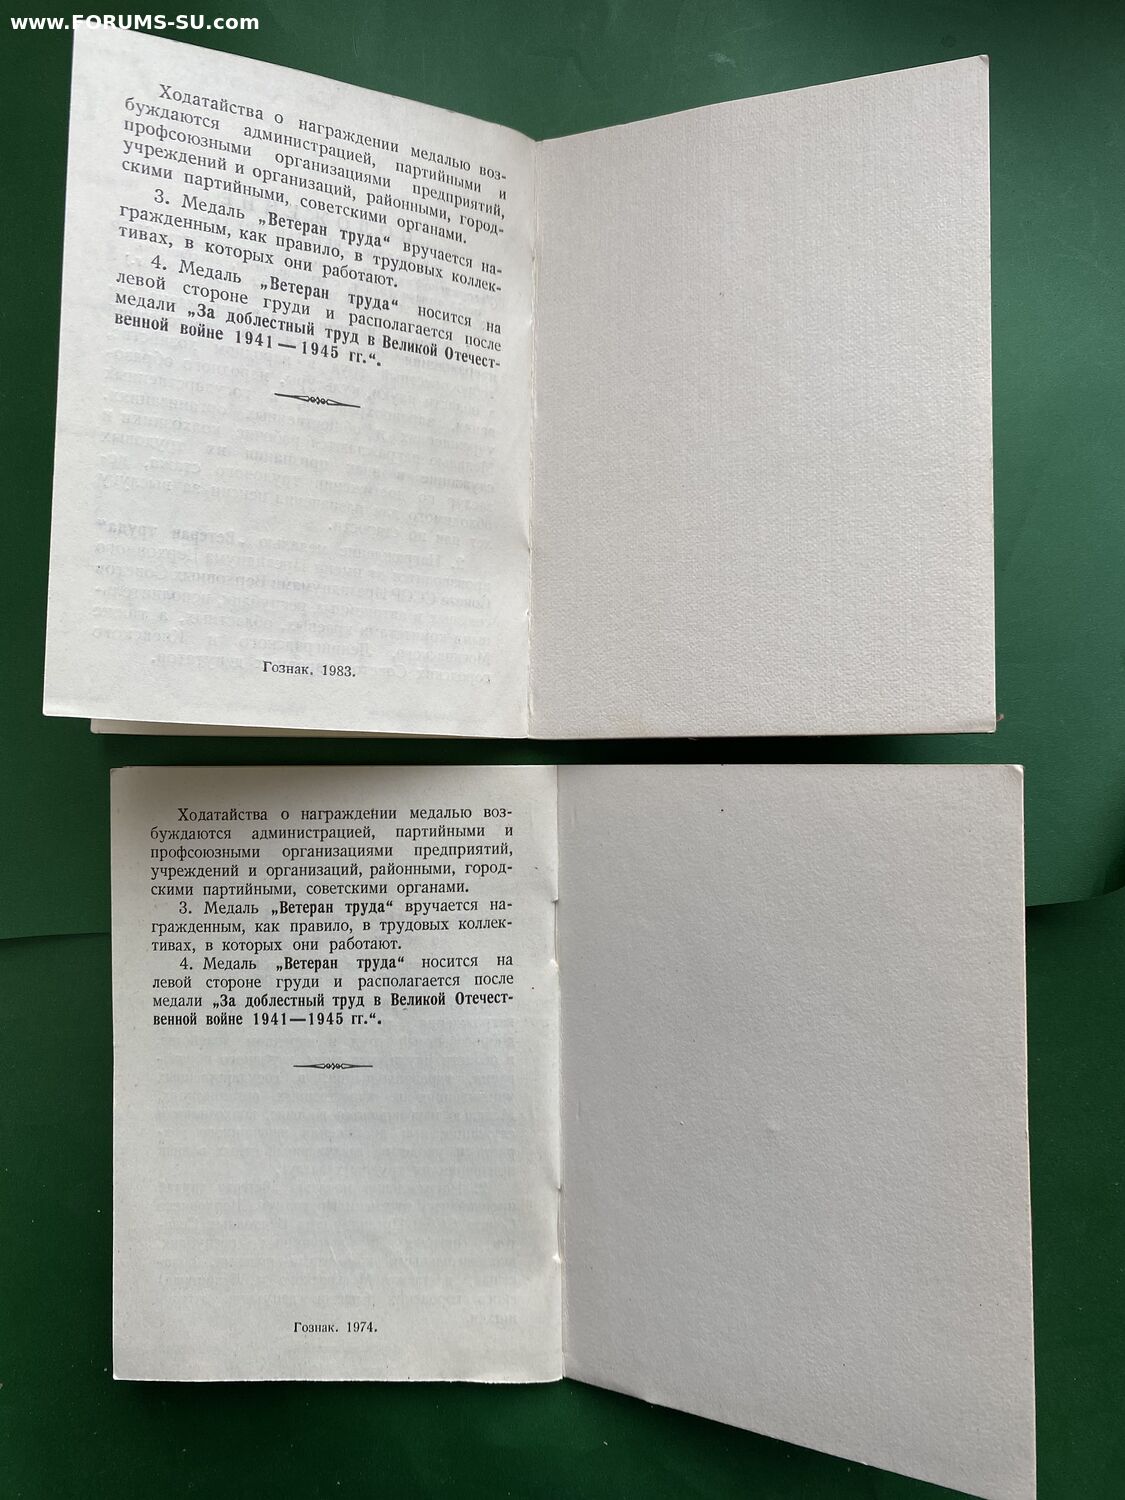 www.FORUMS-SU.com
Ходатайства о награждении медалью воз-
буждаются администрацией, партийными и
профсоюзными организациями предприятий,
учреждений и организаций, районными, город-
скими партийными, советскими органами.
3. Медаль „Ветеран труда“ вручается на-
гражденным, как правило, в трудовых коллек-
тивах, в которых они работают.
4. Медаль „Ветеран труда“ носится на
левой стороне груди и располагается после
медали „За доблестный труд в Великой Отечест-
венной войне 1941—1945 гг.“.
Гознак. 1983.
Ходатайства о награждении медалью воз-
буждаются администрацией, партийными и
профсоюзными организациями предприятий,
учреждений и организаций, районными, город-
скими партийными, советскими органами.
3. Медаль „Ветеран труда“ вручается на-
гражденным, как правило, в трудовых коллек-
тивах, в которых они работают.
4. Медаль „Ветеран труда“ носится на
левой стороне груди и располагается после
медали „За доблестный труд в Великой Отечест-
венной войне 1941—1945 гг.“.
Гознак. 1974.